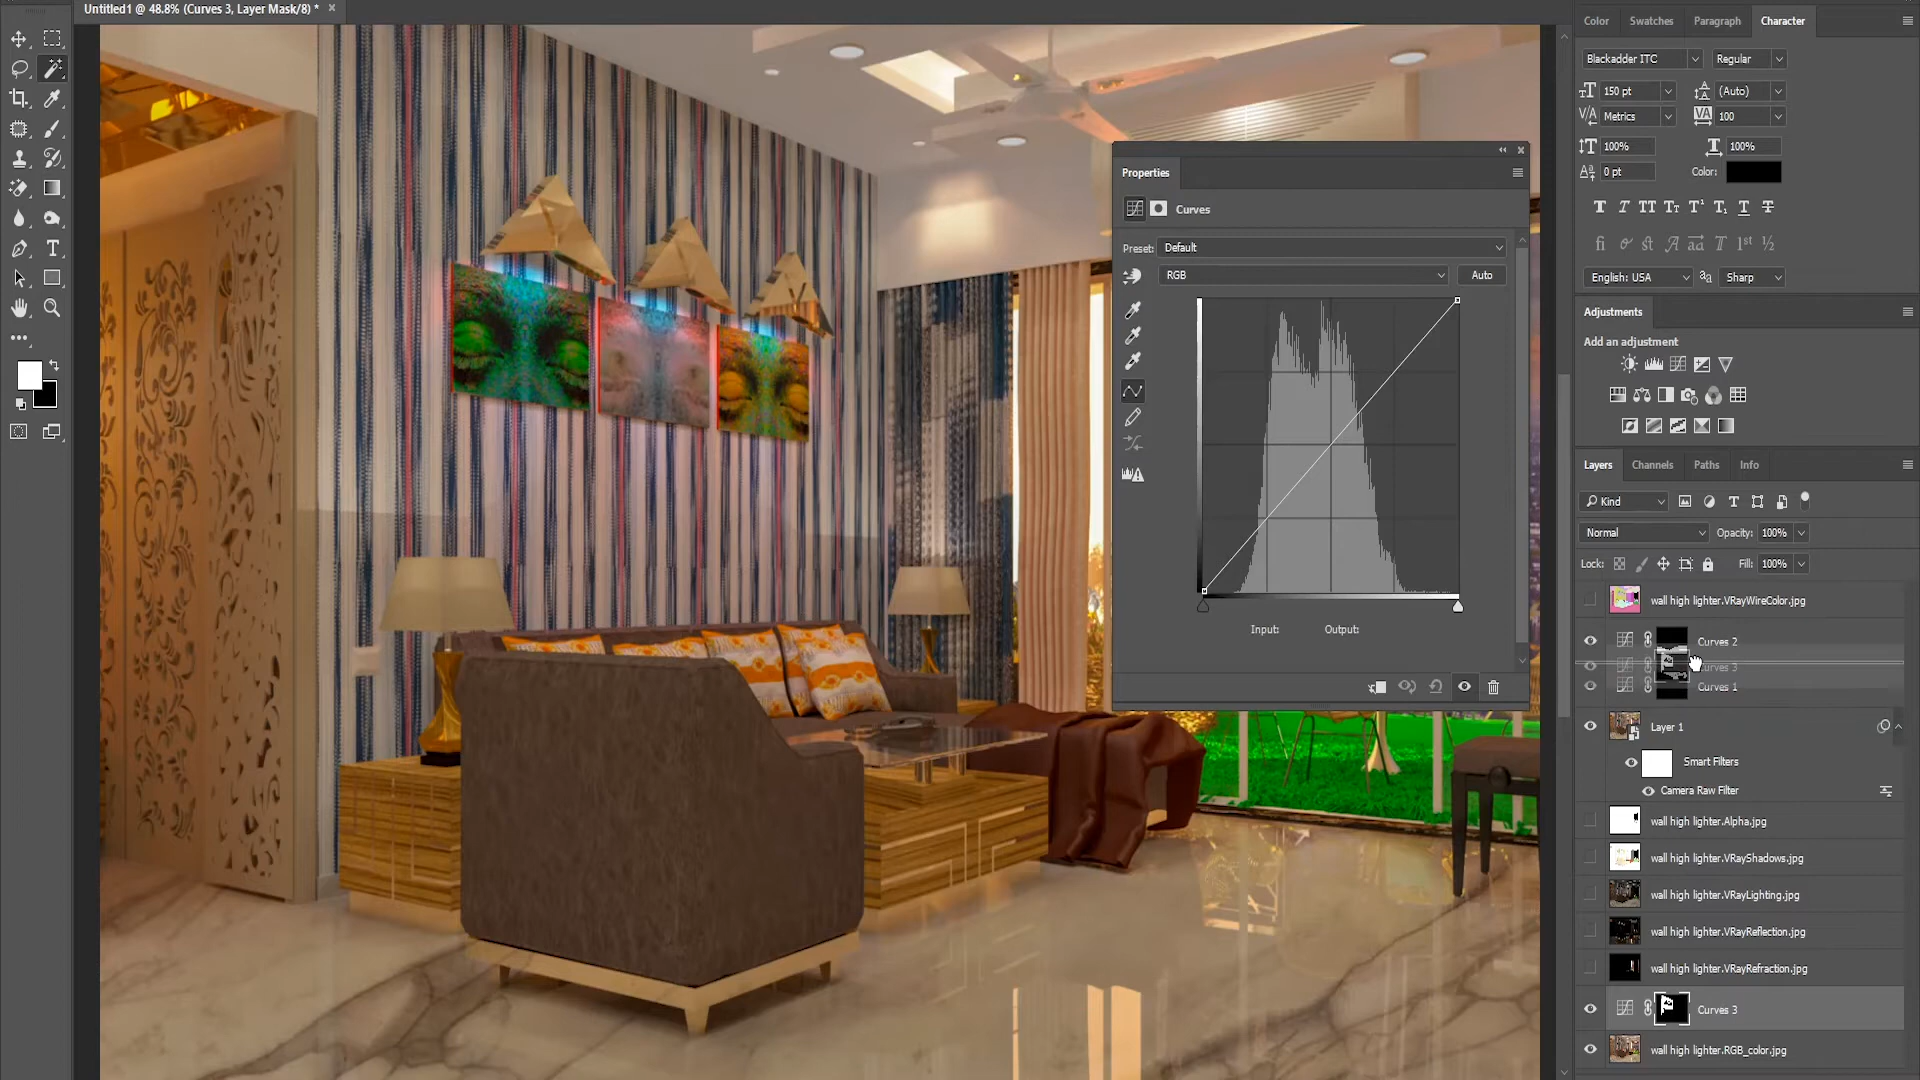 Untitled1 @ 48.8% (Curves 3, Layer Mask/8) *
Color Swatches Paragraph Character
Blackadder ITC Regular
150 pt (Auto)
Metrics 100
100% 100%
0 pt Color:
English: USA Sharp
Adjustments
Add an adjustment
Properties
Curves
Preset: Default
RGB Auto
Input: Output:
Layers Channels Paths Info
Kind
Normal Opacity: 100%
Lock: Fill: 100%
wall high lighter.VRayWireColor.jpg
Curves 2
Curves 3
Curves 1
Layer 1
Smart Filters
Camera Raw Filter
wall high lighter.Alpha.jpg
wall high lighter.VRayShadows.jpg
wall high lighter.VRayLighting.jpg
wall high lighter.VRayReflection.jpg
wall high lighter.VRayRefraction.jpg
Curves 3
wall high lighter.RGB_color.jpg